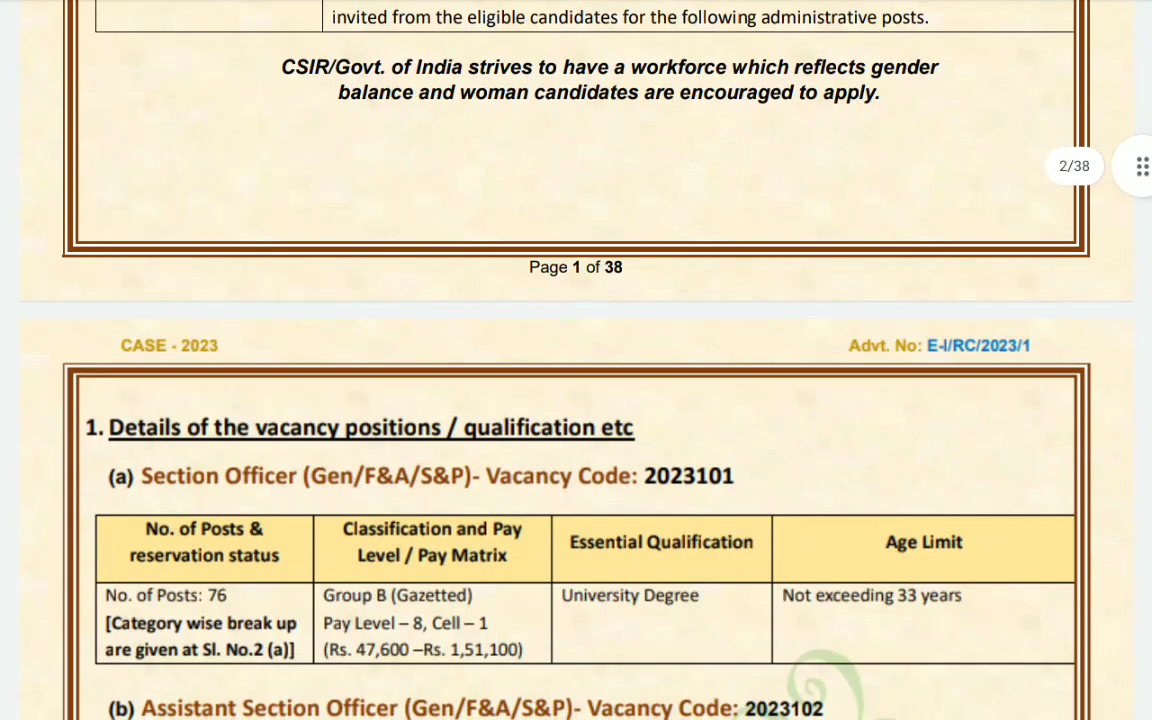 invited from the eligible candidates for the following administrative posts.
CSIR/Govt. of India strives to have a workforce which reflects gender
balance and woman candidates are encouraged to apply.
2/38
Page 1 of 38
CASE - 2023
Advt. No: E-I/RC/2023/1
1. Details of the vacancy positions / qualification etc
(a) Section Officer (Gen/F&A/S&P)- Vacancy Code: 2023101
No. of Posts &
reservation status
Classification and Pay
Level / Pay Matrix
Essential Qualification
Age Limit
No. of Posts: 76
[Category wise break up
are given at Sl. No.2 (a)]
Group B (Gazetted)
Pay Level – 8, Cell – 1
(Rs. 47,600 –Rs. 1,51,100)
University Degree
Not exceeding 33 years
(b) Assistant Section Officer (Gen/F&A/S&P)- Vacancy Code: 2023102